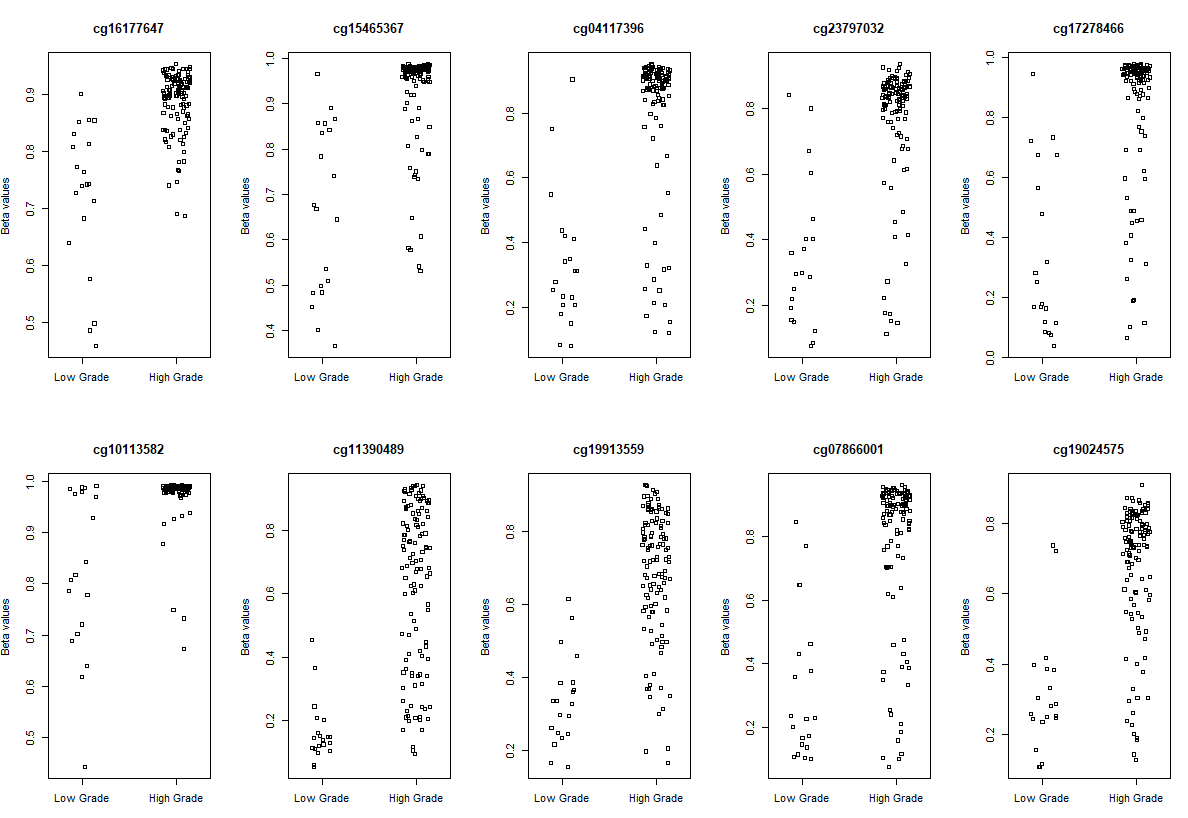 cg16177647
cg15465367
cg04117396
cg23797032
cg17278466
Beta values
0.9
0.8
0.7
0.6
0.5
Low Grade High Grade
Beta values
1.0
0.9
0.8
0.7
0.6
0.5
0.4
Low Grade High Grade
Beta values
0.8
0.6
0.4
0.2
Low Grade High Grade
Beta values
0.8
0.6
0.4
0.2
Low Grade High Grade
Beta values
1.0
0.8
0.6
0.4
0.2
0.0
Low Grade High Grade
cg10113582
cg11390489
cg19913559
cg07866001
cg19024575
Beta values
1.0
0.9
0.8
0.7
0.6
0.5
Low Grade High Grade
Beta values
0.8
0.6
0.4
0.2
Low Grade High Grade
Beta values
0.8
0.6
0.4
0.2
Low Grade High Grade
Beta values
0.8
0.6
0.4
0.2
Low Grade High Grade
Beta values
0.8
0.6
0.4
0.2
Low Grade High Grade